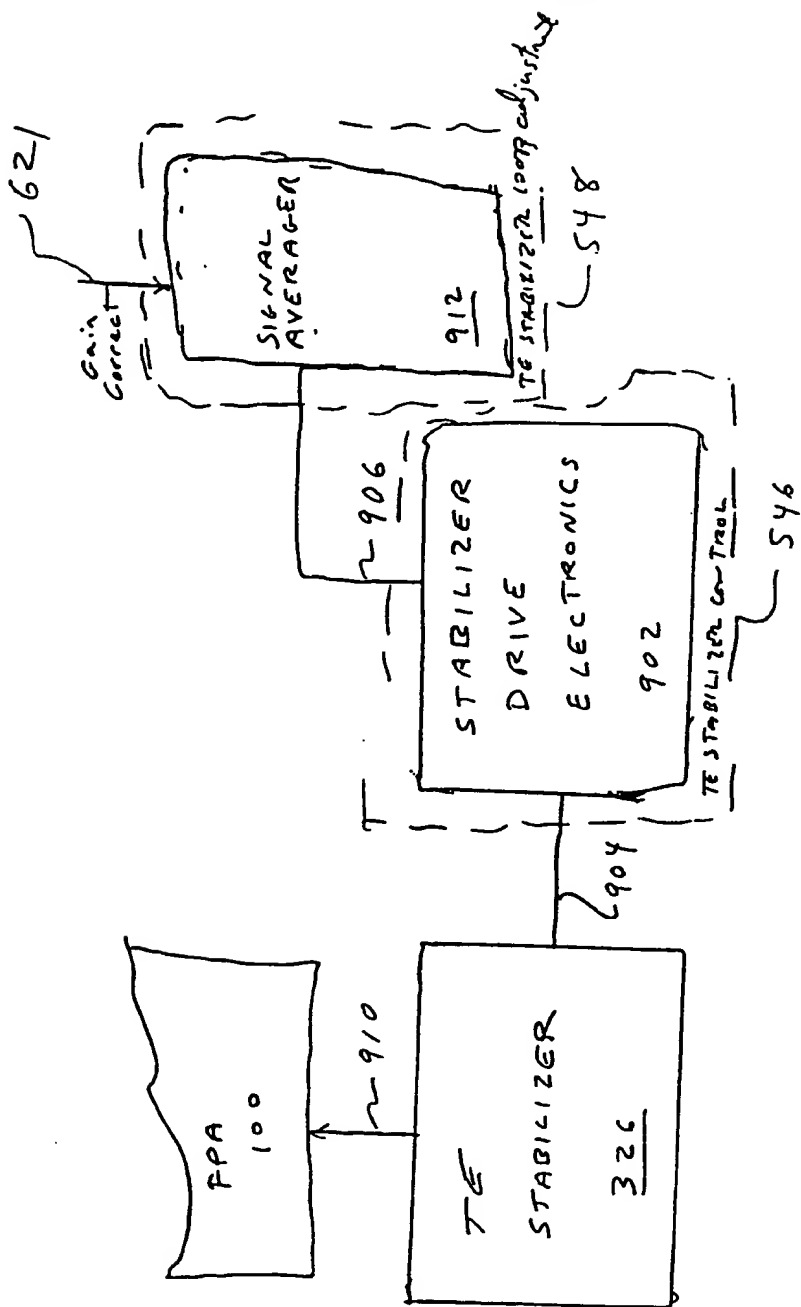 621
Gain
Correct
SIGNAL
AVERAGER
912
TE STABILIZER loop adjusting
548
906
STABILIZER
DRIVE
ELECTRONICS
902
TE STABILIZER CONTROL
546
904
FPA
100
910
TE
STABILIZER
326